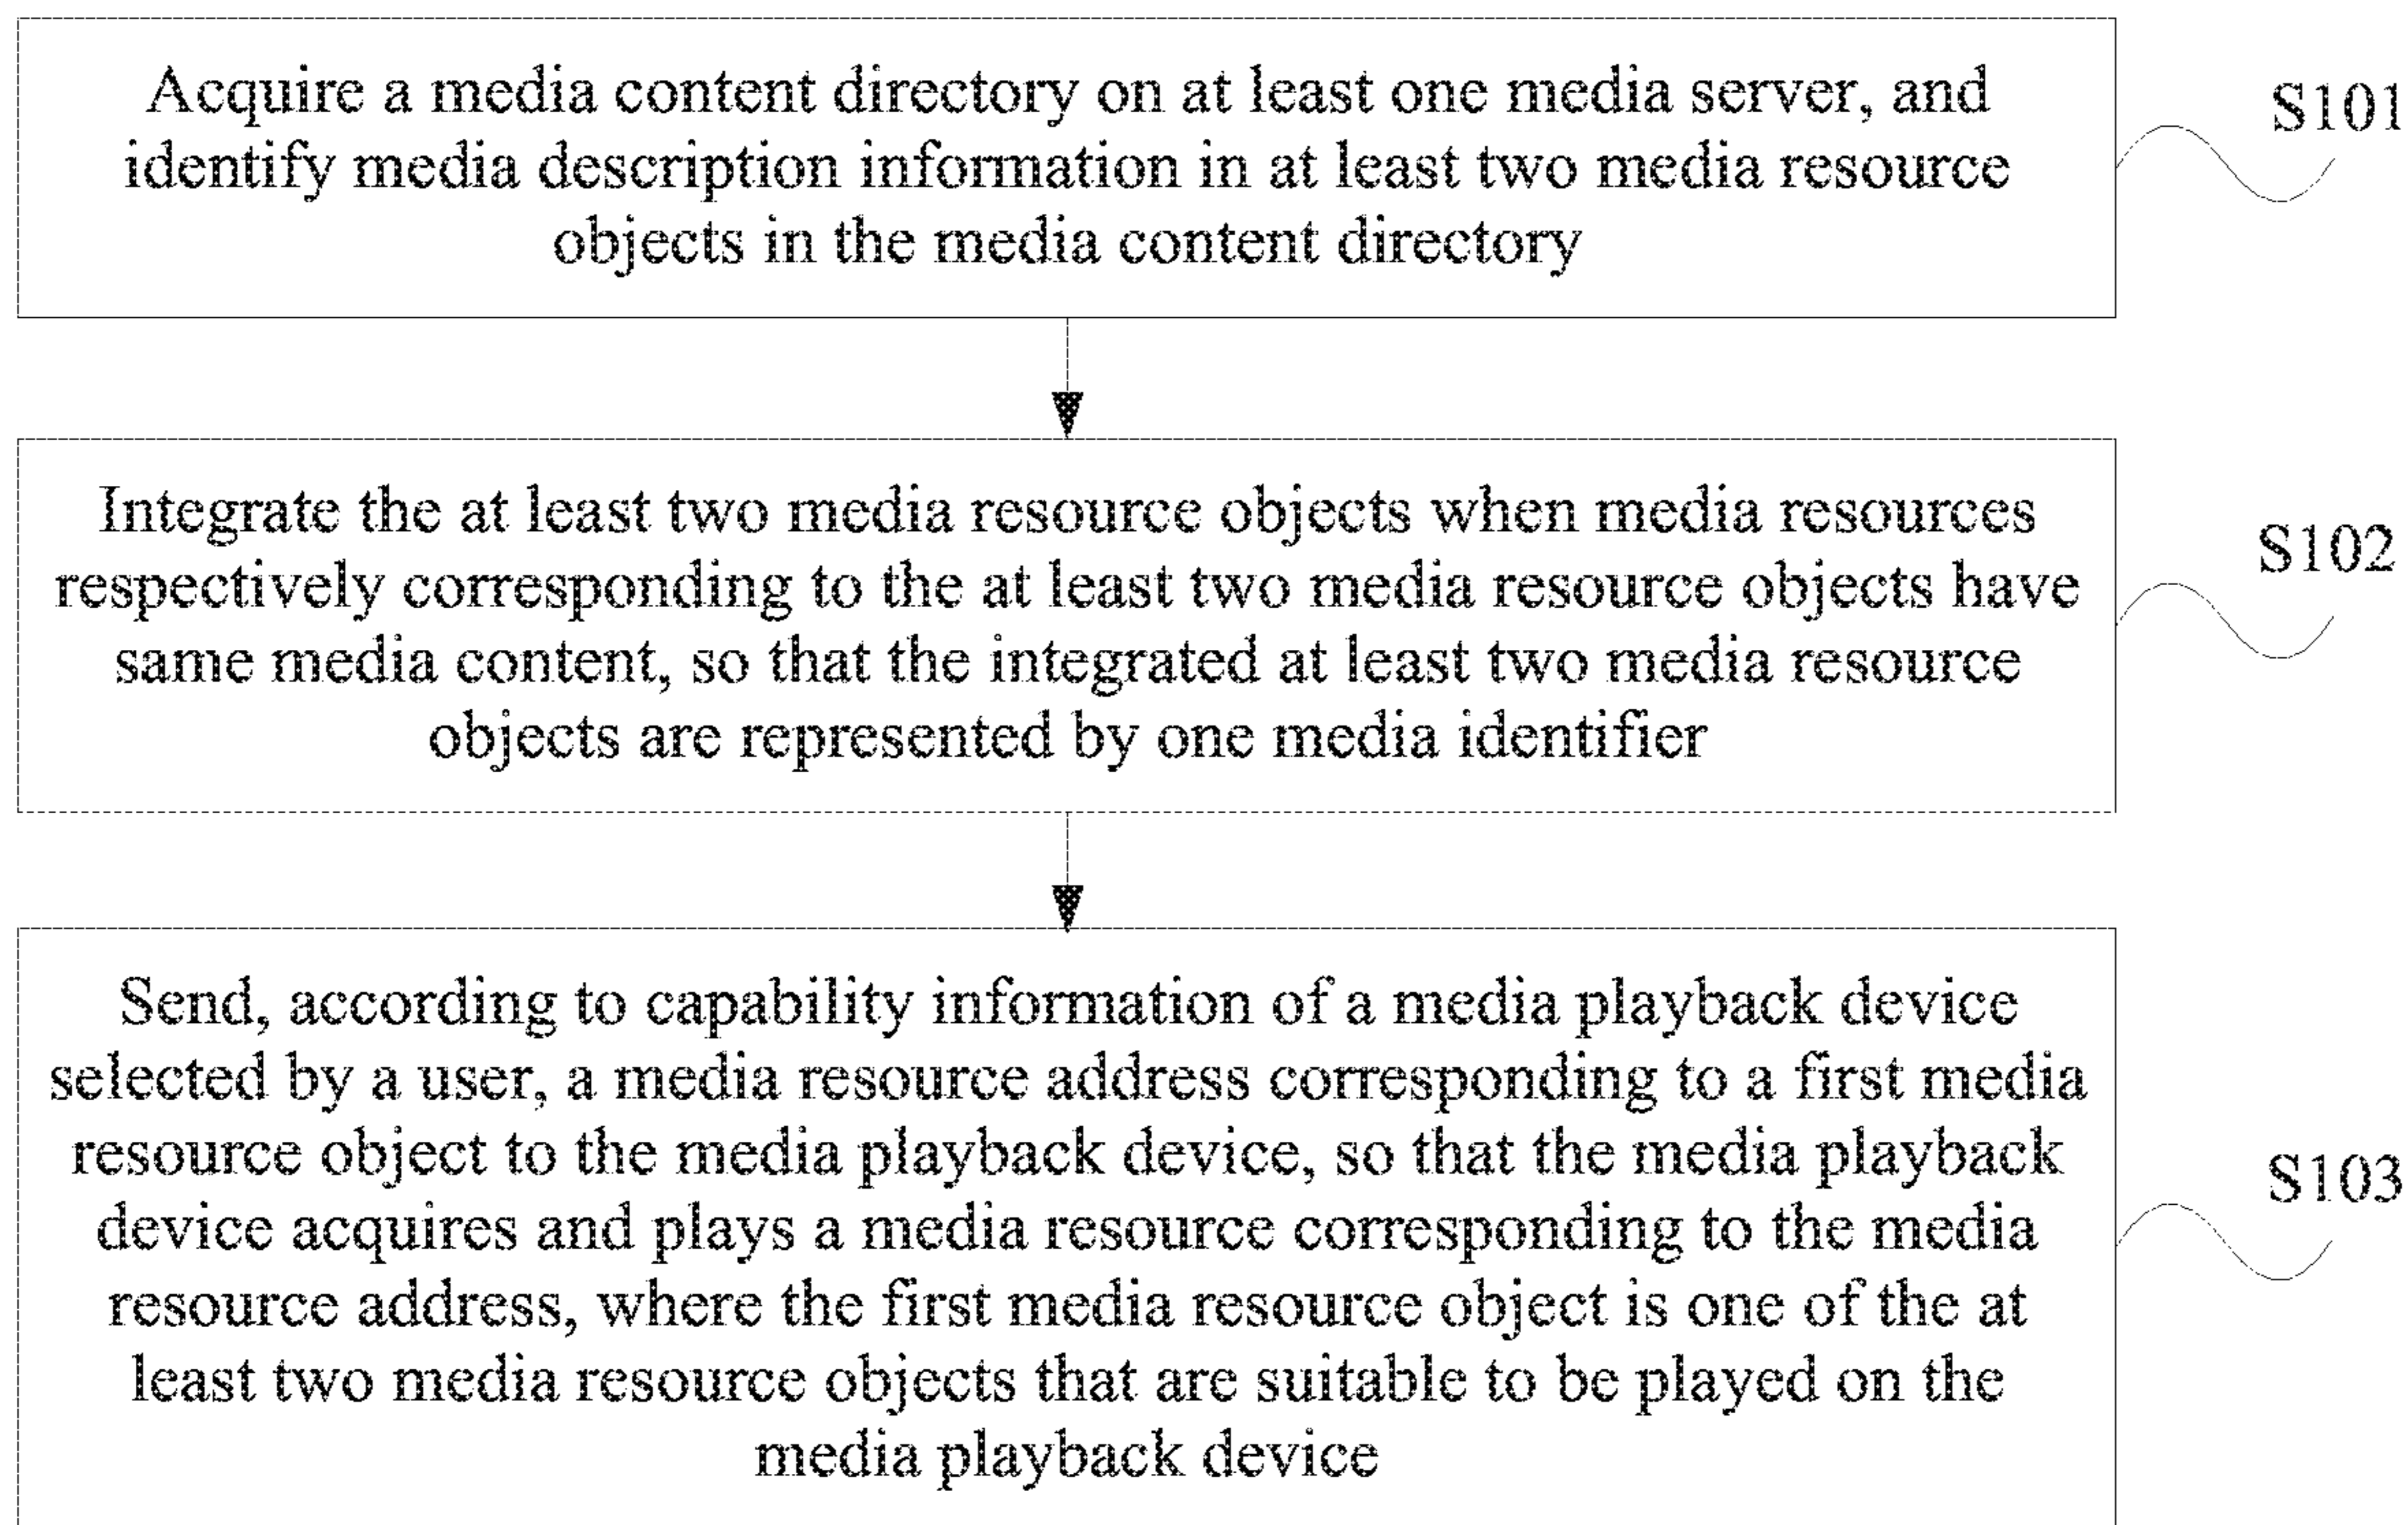 Acquire a media content directory on at least one media server, and
identify media description information in at least two media resource
objects in the media content directory
S101
Integrate the at least two media resource objects when media resources
respectively corresponding to the at least two media resource objects have
same media content, so that the integrated at least two media resource
objects are represented by one media identifier
S102
Send, according to capability information of a media playback device
selected by a user, a media resource address corresponding to a first media
resource object to the media playback device, so that the media playback
device acquires and plays a media resource corresponding to the media
resource address, where the first media resource object is one of the at
least two media resource objects that are suitable to be played on the
media playback device
S103